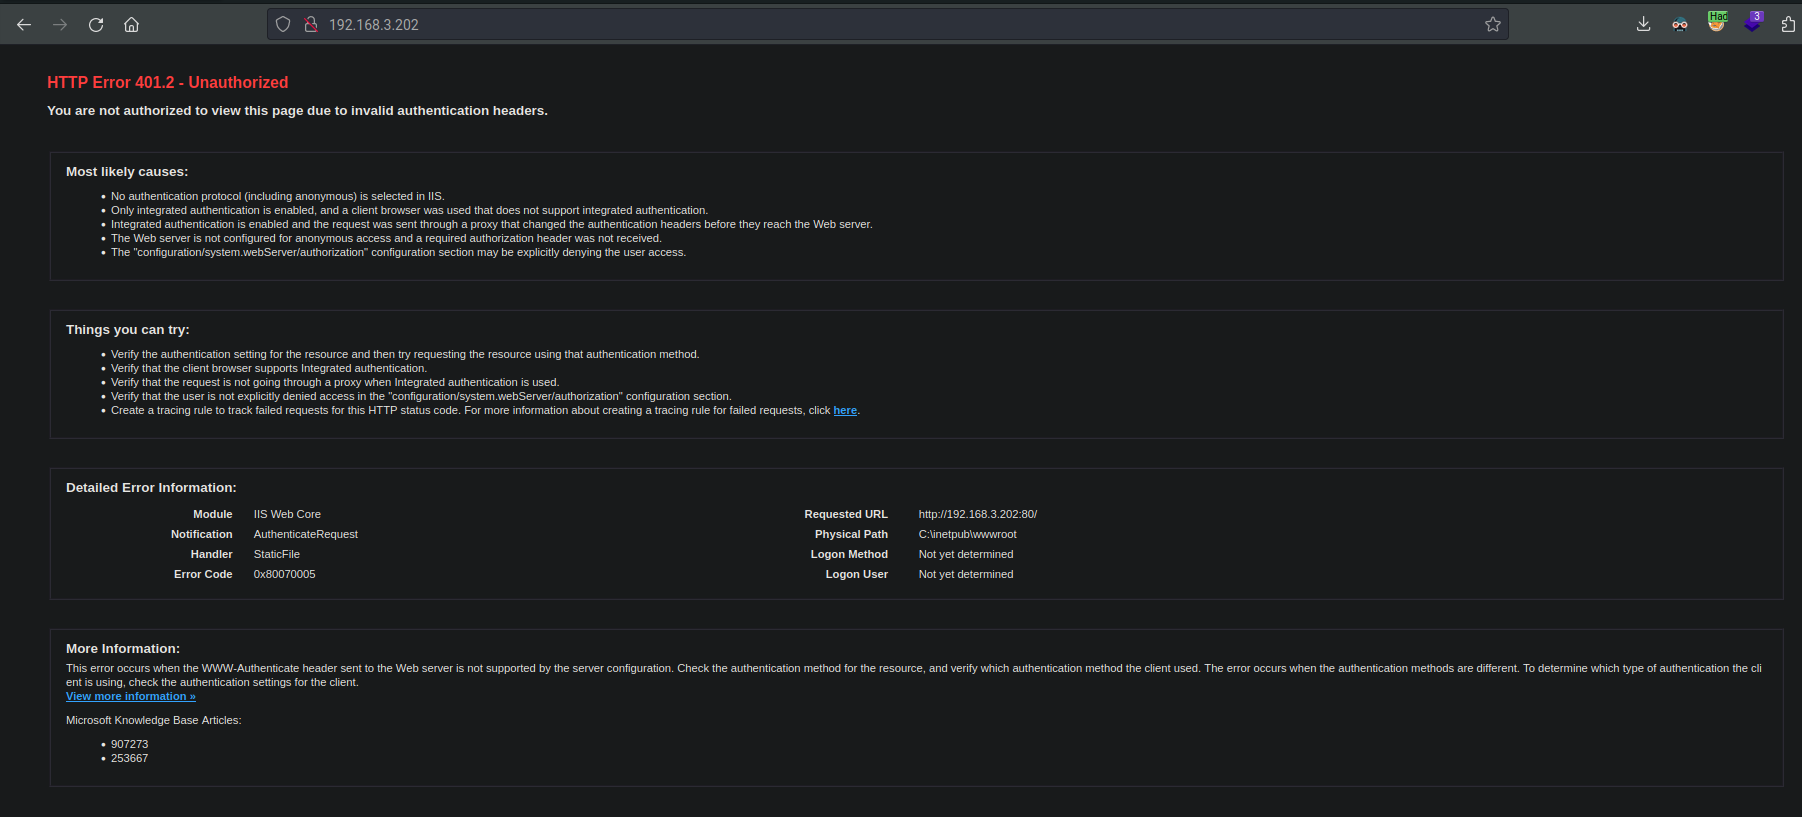 192.168.3.202
Had
3
HTTP Error 401.2 - Unauthorized
You are not authorized to view this page due to invalid authentication headers.
Most likely causes:
• No authentication protocol (including anonymous) is selected in IIS.
• Only integrated authentication is enabled, and a client browser was used that does not support integrated authentication.
• Integrated authentication is enabled and the request was sent through a proxy that changed the authentication headers before they reach the Web server.
• The Web server is not configured for anonymous access and a required authorization header was not received.
• The "configuration/system.webServer/authorization" configuration section may be explicitly denying the user access.
Things you can try:
• Verify the authentication setting for the resource and then try requesting the resource using that authentication method.
• Verify that the client browser supports Integrated authentication.
• Verify that the request is not going through a proxy when Integrated authentication is used.
• Verify that the user is not explicitly denied access in the "configuration/system.webServer/authorization" configuration section.
• Create a tracing rule to track failed requests for this HTTP status code. For more information about creating a tracing rule for failed requests, click here.
Detailed Error Information:
Module IIS Web Core Requested URL http://192.168.3.202:80/
Notification AuthenticateRequest Physical Path C:\inetpub\wwwroot
Handler StaticFile Logon Method Not yet determined
Error Code 0x80070005 Logon User Not yet determined
More Information:
This error occurs when the WWW-Authenticate header sent to the Web server is not supported by the server configuration. Check the authentication method for the resource, and verify which authentication method the client used. The error occurs when the authentication methods are different. To determine which type of authentication the cli
ent is using, check the authentication settings for the client.
View more information »
Microsoft Knowledge Base Articles:
• 907273
• 253667